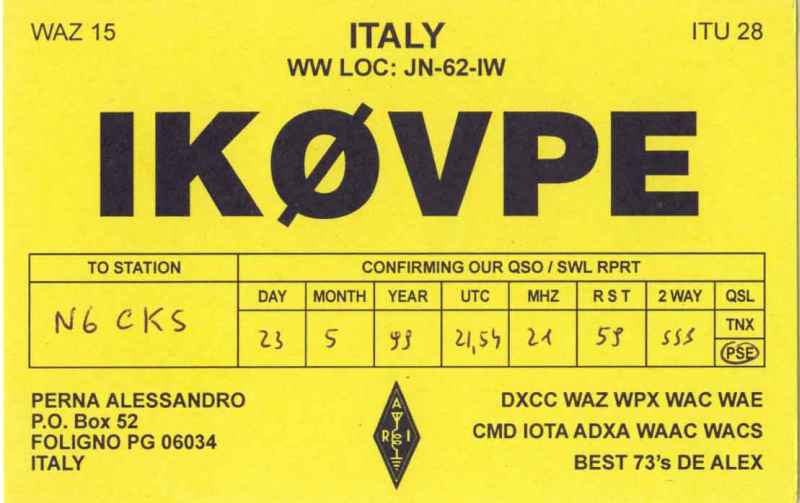 WAZ 15 ITALY ITU 28
WW LOC: JN-62-IW
IKØVPE
TO STATION CONFIRMING OUR QSO / SWL RPRT
DAY MONTH YEAR UTC MHZ R S T 2 WAY QSL
N6 CKS 23 5 99 21,54 21 59 SSB TNX
PSE
PERNA ALESSANDRO
P.O. Box 52
FOLIGNO PG 06034
ITALY
A
R I
DXCC WAZ WPX WAC WAE
CMD IOTA ADXA WAAC WACS
BEST 73's DE ALEX